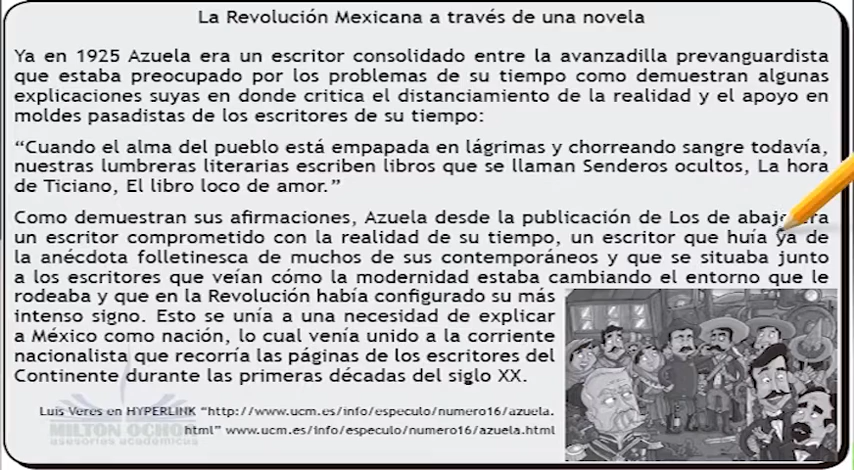 La Revolución Mexicana a través de una novela
Ya en 1925 Azuela era un escritor consolidado entre la avanzadilla prevanguardista
que estaba preocupado por los problemas de su tiempo como demuestran algunas
explicaciones suyas en donde critica el distanciamiento de la realidad y el apoyo en
moldes pasadistas de los escritores de su tiempo:
“Cuando el alma del pueblo está empapada en lágrimas y chorreando sangre todavía,
nuestras lumbreras literarias escriben libros que se llaman Senderos ocultos, La hora
de Ticiano, El libro loco de amor.”
Como demuestran sus afirmaciones, Azuela desde la publicación de Los de abajo era
un escritor comprometido con la realidad de su tiempo, un escritor que huía ya de
la anécdota folletinesca de muchos de sus contemporáneos y que se situaba junto
a los escritores que veían cómo la modernidad estaba cambiando el entorno que le
rodeaba y que en la Revolución había configurado su más
intenso signo. Esto se unía a una necesidad de explicar
a México como nación, lo cual venía unido a la corriente
nacionalista que recorría las páginas de los escritores del
Continente durante las primeras décadas del siglo XX.
Luis Veres en HYPERLINK “http://www.ucm.es/info/especulo/numero16/azuela.
html” www.ucm.es/info/especulo/numero16/azuela.html
MILTON OCHOA
asesorías académicas